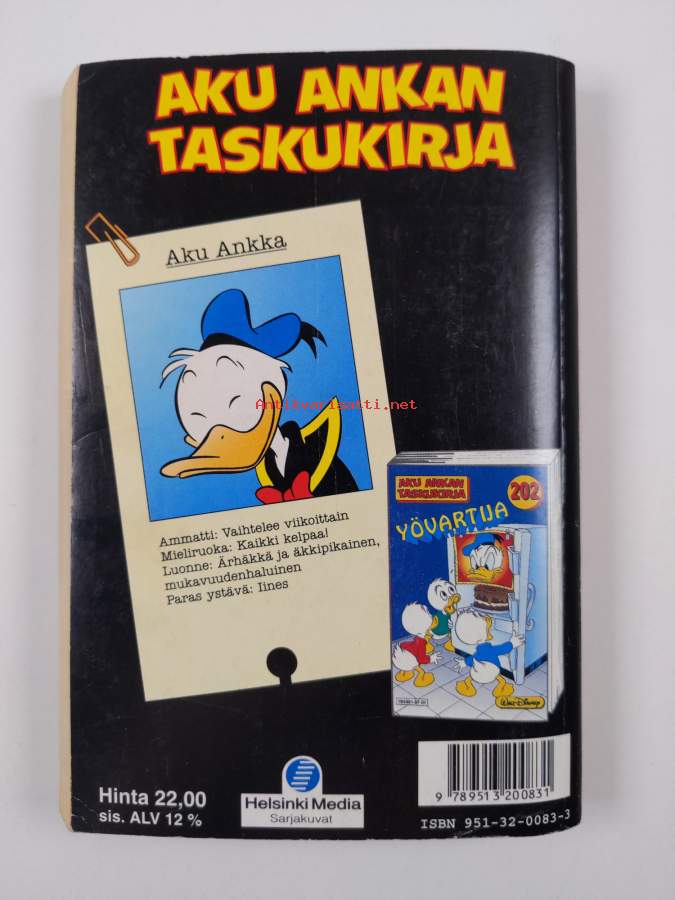 AKU ANKAN
TASKUKIRJA
Aku Ankka
Antikvariaatti.net
Ammatti: Vaihtelee viikoittain
Mieliruoka: Kaikki kelpaa!
Luonne: Ärhäkkä ja äkkipikainen,
mukavuudenhaluinen
Paras ystävä: Iines
AKU ANKAN
TASKUKIRJA
202
YÖVARTIJA
WALT DISNEY
Hinta 22,00
sis. ALV 12 %
Helsinki Media
Sarjakuvat
9 789513 200831
ISBN 951-32-0083-3